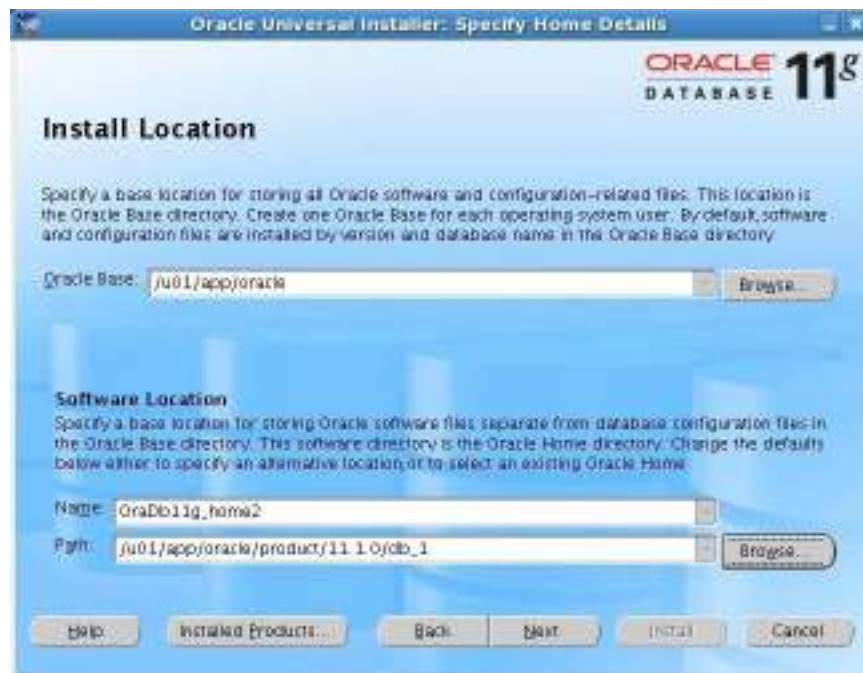 Oracle Universal Installer: Specify Home Details
ORACLE 11g
DATABASE
Install Location
Specify a base location for storing all Oracle software and configuration-related files. This location is
the Oracle Base directory. Create one Oracle Base for each operating system user. By default, software
and configuration files are installed by version and database name in the Oracle Base directory
Oracle Base: /u01/app/oracle Browse...
Software Location
Specify a base location for storing Oracle software files separate from database configuration files in
the Oracle Base directory. This software directory is the Oracle Home directory. Change the defaults
below either to specify an alternative location, or to select an existing Oracle Home
Name: OraDb11g_home2
Path: /u01/app/oracle/product/11.1.0/db_1 Browse...
Help Installed Products... Back Next Install Cancel